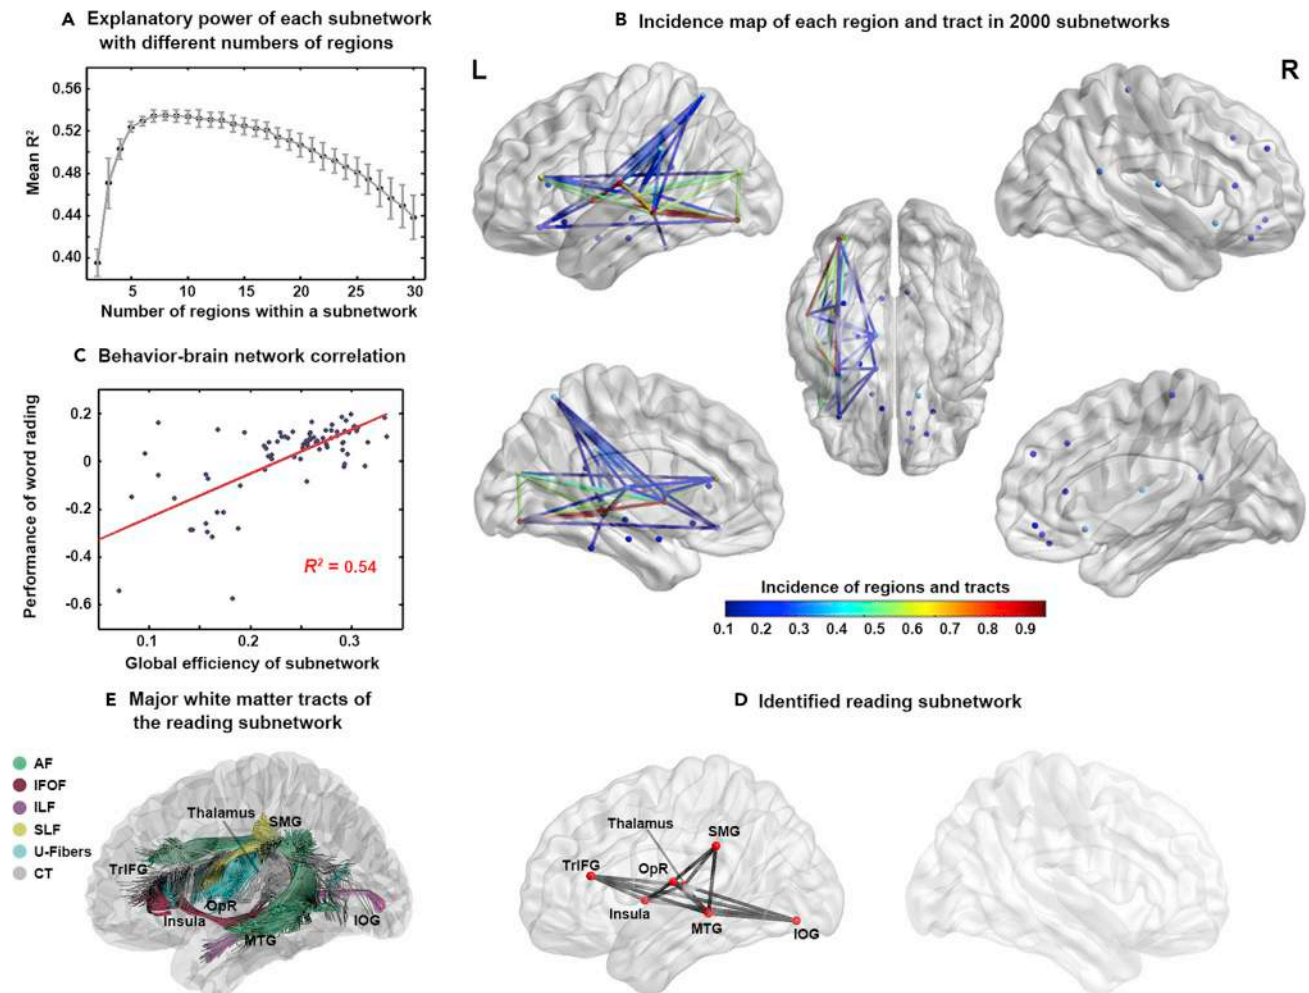 A Explanatory power of each subnetwork
with different numbers of regions
0.56
0.52
0.48
0.44
0.40
Mean R²
5 10 15 20 25 30
Number of regions within a subnetwork
B Incidence map of each region and tract in 2000 subnetworks
L R
Incidence of regions and tracts
0.1 0.2 0.3 0.4 0.5 0.6 0.7 0.8 0.9
C Behavior-brain network correlation
0.2
0
-0.2
-0.4
-0.6
Performance of word rading
R² = 0.54
0.1 0.2 0.3
Global efficiency of subnetwork
E Major white matter tracts of
the reading subnetwork
AF
IFOF
ILF
SLF
U-Fibers
CT
Thalamus
SMG
TrIFG
OpR
Insula
MTG
IOG
D Identified reading subnetwork
Thalamus
SMG
TrIFG
OpR
Insula
MTG
IOG